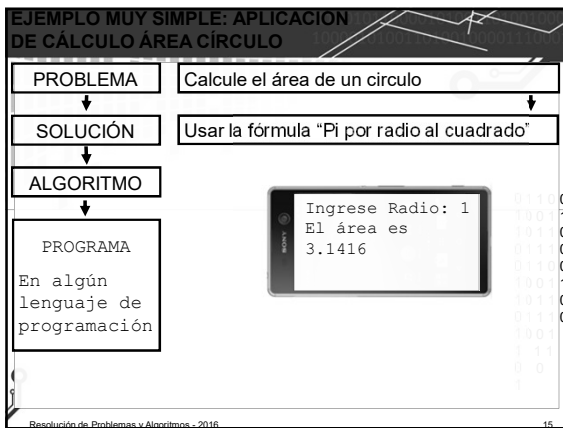 EJEMPLO MUY SIMPLE: APLICACION
DE CÁLCULO ÁREA CÍRCULO
PROBLEMA
Calcule el área de un circulo
SOLUCIÓN
Usar la fórmula “Pi por radio al cuadrado”
ALGORITMO
PROGRAMA
En algún
lenguaje de
programación
SONY
Ingrese Radio: 1
El área es
3.1416
Resolución de Problemas y Algoritmos - 2016
15